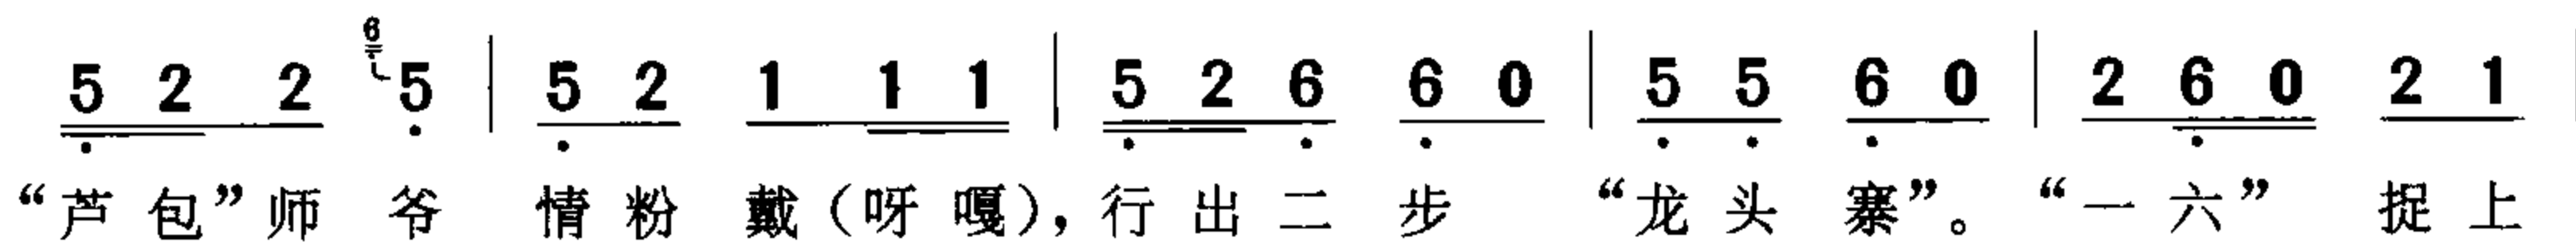 6
5 2 2 5 | 5 2 1 1 1 | 5 2 6 6 0 | 5 5 6 0 | 2 6 0 2 1 |
“芦包”师爷情粉戴（呀嘎），行出二步“龙头寨”。“一六”捉上